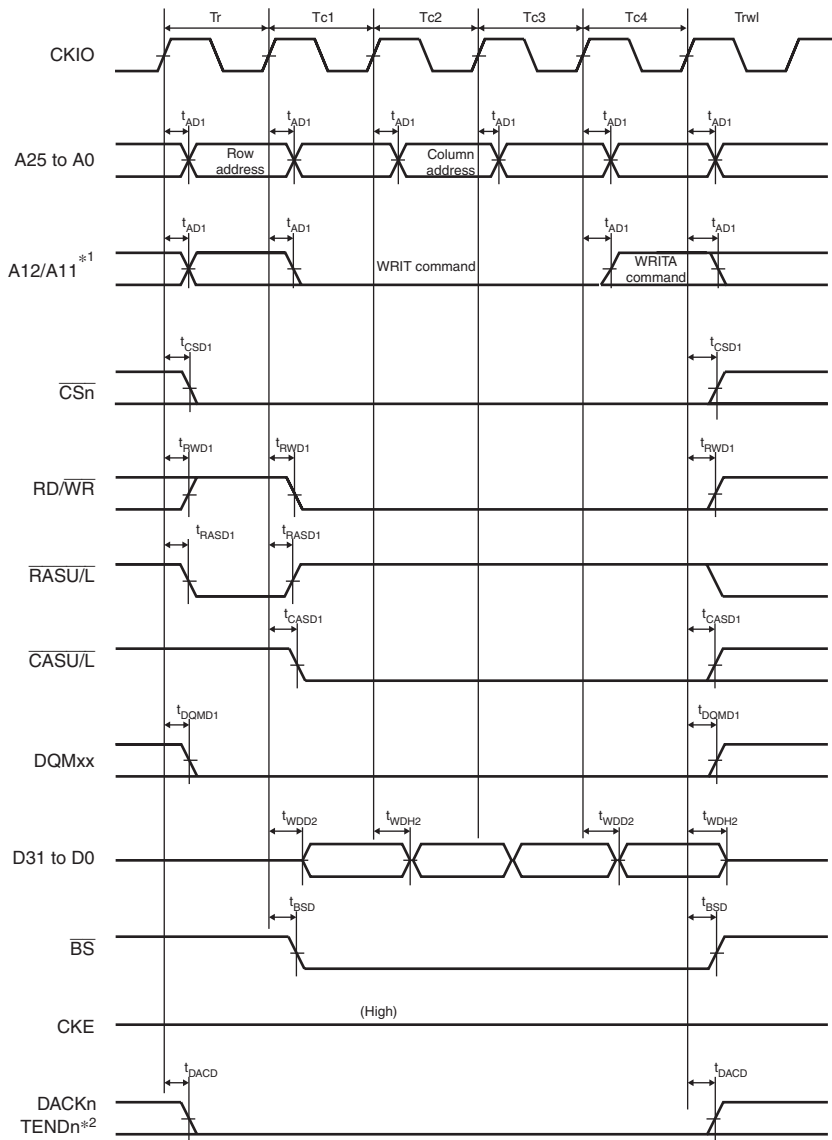 Tr Tc1 Tc2 Tc3 Tc4 Trwl
CKIO
tAD1 tAD1 tAD1 tAD1 tAD1 tAD1
A25 to A0
Row
address
Column
address
tAD1 tAD1 tAD1 tAD1
A12/A11*1
WRIT command
WRITA
command
tCSD1 tCSD1
CSn
tRWD1 tRWD1 tRWD1
RD/WR
tRASD1 tRASD1
RASU/L
tCASD1 tCASD1
CASU/L
tDQMD1 tDQMD1
DQMxx
tWDD2 tWDH2 tWDD2 tWDH2
D31 to D0
tBSD tBSD
BS
(High)
CKE
tDACD tDACD
DACKn
TENDn*2